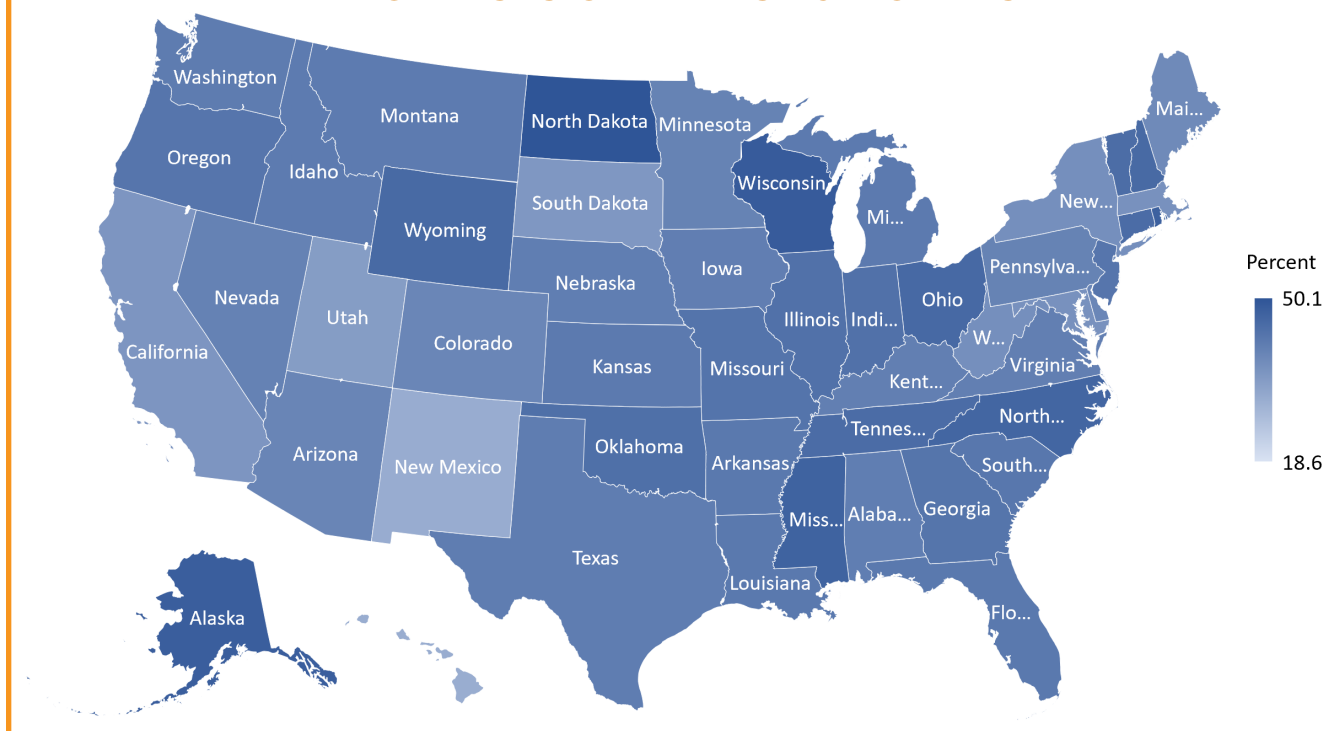 Washington
Montana
North Dakota
Minnesota
Mai...
Oregon
Idaho
Wisconsin
South Dakota
New...
Mi...
Wyoming
Iowa
Pennsylva...
Percent
Nebraska
50.1
Nevada
Ohio
Utah
Illinois
Indi...
Colorado
W...
California
Kansas
Missouri
Virginia
Kent...
North...
Tennes...
Oklahoma
Arizona
New Mexico
Arkansas
South...
18.6
Miss...
Alaba...
Georgia
Texas
Louisiana
Flo...
Alaska